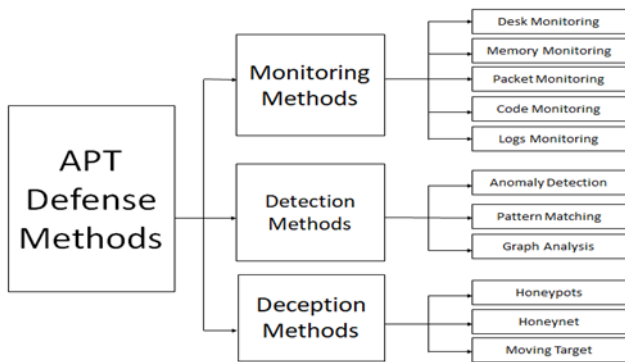 APT
Defense
Methods
Monitoring
Methods
Desk Monitoring
Memory Monitoring
Packet Monitoring
Code Monitoring
Logs Monitoring
Detection
Methods
Anomaly Detection
Pattern Matching
Graph Analysis
Deception
Methods
Honeypots
Honeynet
Moving Target